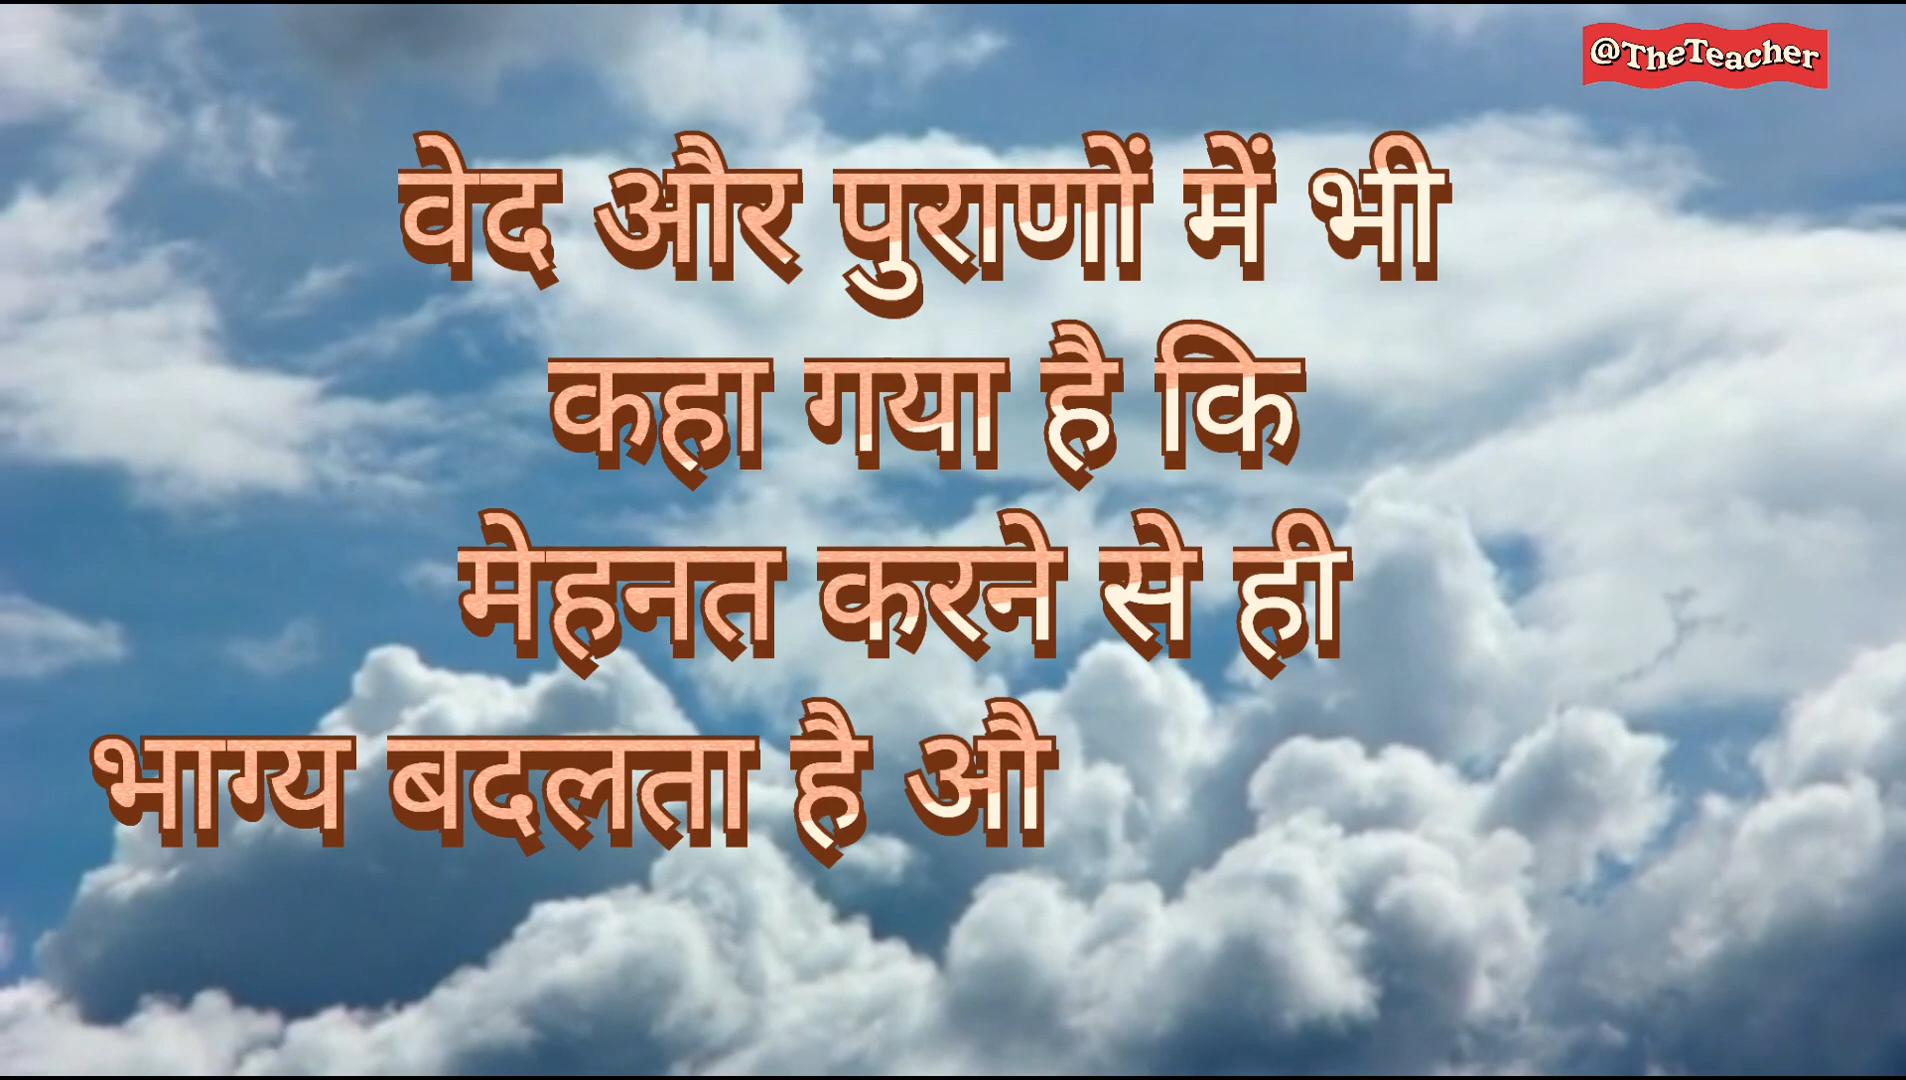 @TheTeacher
वेद और पुराणों में भी
कहा गया है कि
मेहनत करने से ही
भाग्य बदलता है औ